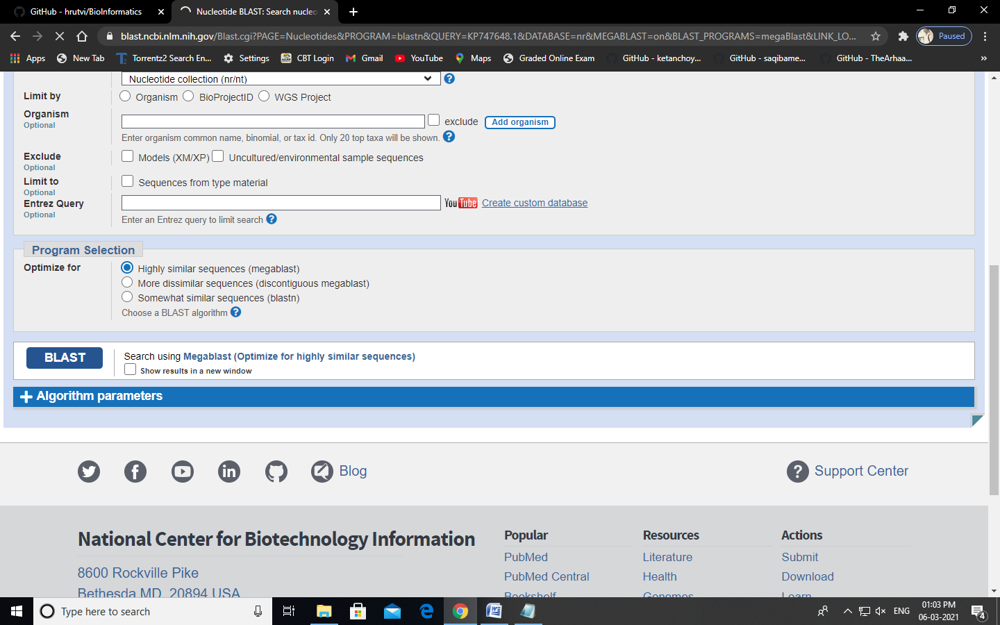 GitHub - hrutvi/BioInformatics
Nucleotide BLAST: Search nucleo
blast.ncbi.nlm.nih.gov/Blast.cgi?PAGE=Nucleotides&PROGRAM=blastn&QUERY=KP747648.1&DATABASE=nr&MEGABLAST=on&BLAST_PROGRAMS=megaBlast&LINK_LO...
Paused
Apps New Tab Torrentz2 Search En... Settings CBT Login Gmail YouTube Maps Graded Online Exam GitHub - ketanchoy... GitHub - saqibame... GitHub - TheArhaa... »
Nucleotide collection (nr/nt)
Limit by Organism BioProjectID WGS Project
Organism
Optional
exclude Add organism
Enter organism common name, binomial, or tax id. Only 20 top taxa will be shown.
Exclude
Optional
Models (XM/XP) Uncultured/environmental sample sequences
Limit to
Optional
Sequences from type material
Entrez Query
Optional
YouTube Create custom database
Enter an Entrez query to limit search
Program Selection
Optimize for
Highly similar sequences (megablast)
More dissimilar sequences (discontiguous megablast)
Somewhat similar sequences (blastn)
Choose a BLAST algorithm
BLAST
Search using Megablast (Optimize for highly similar sequences)
Show results in a new window
Algorithm parameters
Blog
Support Center
National Center for Biotechnology Information
8600 Rockville Pike
Bethesda MD, 20894 USA
Popular
PubMed
PubMed Central
Bookshelf
Resources
Literature
Health
Genomes
Actions
Submit
Download
Learn
Type here to search
ENG
01:03 PM
06-03-2021
4